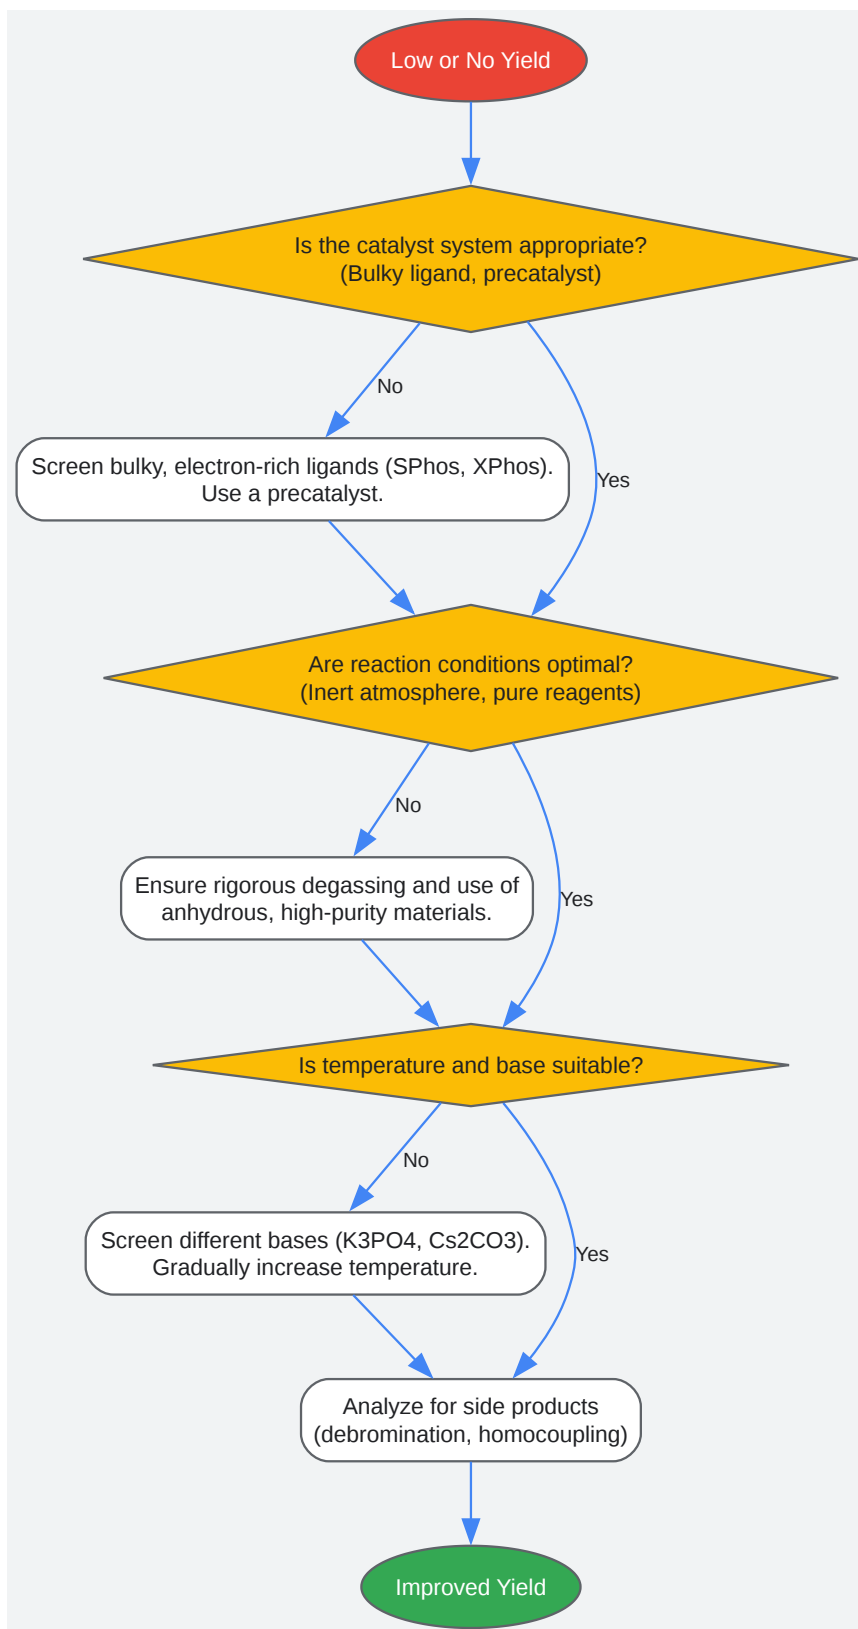 Low or No Yield
Is the catalyst system appropriate?
(Bulky ligand, precatalyst)
No
Screen bulky, electron-rich ligands (SPhos, XPhos).
Use a precatalyst.
Yes
Are reaction conditions optimal?
(Inert atmosphere, pure reagents)
No
Ensure rigorous degassing and use of
anhydrous, high-purity materials.
Yes
Is temperature and base suitable?
No
Screen different bases (K3PO4, Cs2CO3).
Gradually increase temperature.
Yes
Analyze for side products
(debromination, homocoupling)
Improved Yield